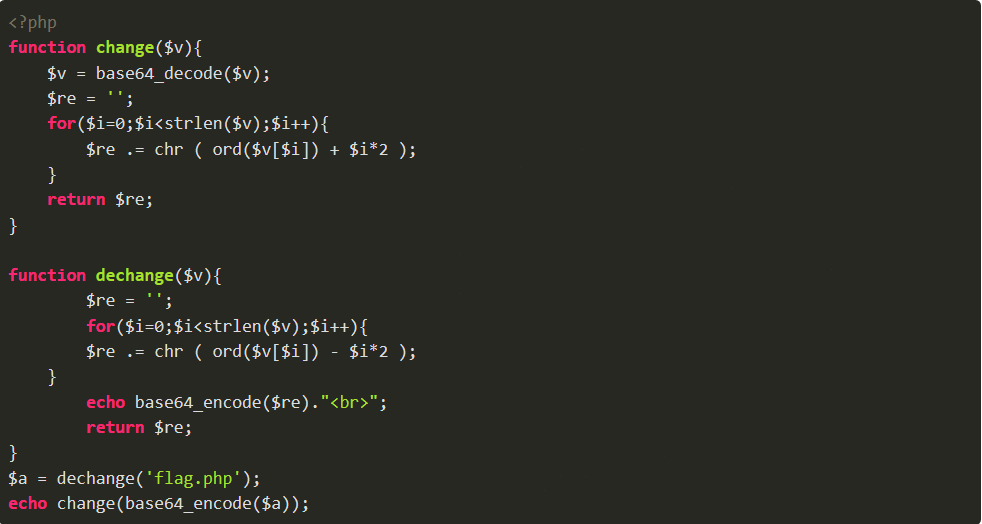 <?php
function change($v){
    $v = base64_decode($v);
    $re = '';
    for($i=0;$i<strlen($v);$i++){
        $re .= chr ( ord($v[$i]) + $i*2 );
    }
    return $re;
}

function dechange($v){
        $re = '';
        for($i=0;$i<strlen($v);$i++){
        $re .= chr ( ord($v[$i]) - $i*2 );
    }
        echo base64_encode($re)."<br>";
        return $re;
}
$a = dechange('flag.php');
echo change(base64_encode($a));